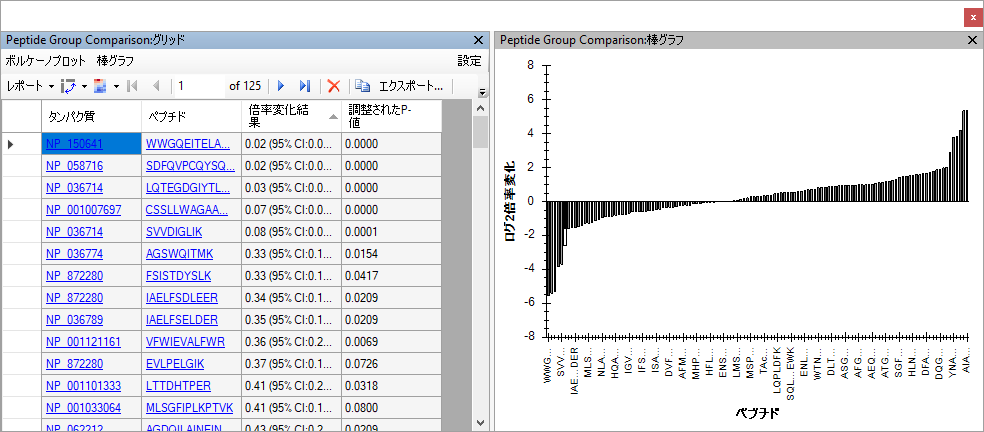 x
Peptide Group Comparison:グリッド
ボルケーノプロット 棒グラフ 設定
レポート 1 of 125 エクスポート...
タンパク質 ペプチド 倍率変化結果 調整されたP-値
NP_150641 WWGQEITELA... 0.02 (95% CI:0.0... 0.0000
NP_058716 SDFQVPCQYSQ... 0.02 (95% CI:0.0... 0.0000
NP_036714 LQTEGDGIYTL... 0.03 (95% CI:0.0... 0.0000
NP_001007697 CSSLLWAGAA... 0.07 (95% CI:0.0... 0.0000
NP_036714 SVVDIGLIK 0.08 (95% CI:0.0... 0.0001
NP_036774 AGSWQITMK 0.33 (95% CI:0.1... 0.0154
NP_872280 FSISTDYSLK 0.33 (95% CI:0.1... 0.0417
NP_872280 IAELFSDLEER 0.34 (95% CI:0.1... 0.0209
NP_036789 IAELFSELDER 0.35 (95% CI:0.1... 0.0209
NP_001121161 VFWIEVALFWR 0.36 (95% CI:0.2... 0.0069
NP_872280 EVLPELGIK 0.37 (95% CI:0.1... 0.0726
NP_001101333 LTTDHTPER 0.41 (95% CI:0.2... 0.0318
NP_001033064 MLSGFIPLKPTVK 0.41 (95% CI:0.1... 0.0800
NP_062212 AGDQILAINEIN 0.43 (95% CI:0.2... 0.0209
Peptide Group Comparison:棒グラフ
8
6
4
2
0
-2
-4
-6
-8
ログ2倍率変化
WWG...
SVV...
IAE...DER
MLS...
NLA...
HQA...
IGV...
IFS...
ISA...
DVF...
AFM...
MHP...
HFL...
ENS...
LMS...
MSP...
TAc...
LQPLDFK
SQL...EWK
ENL...
WTN...
DLT...
ASG...
AFG...
AEQ...
ATG...
SGF...
HLN...
DFA...
DQG...
YNA...
AIA...
ペプチド